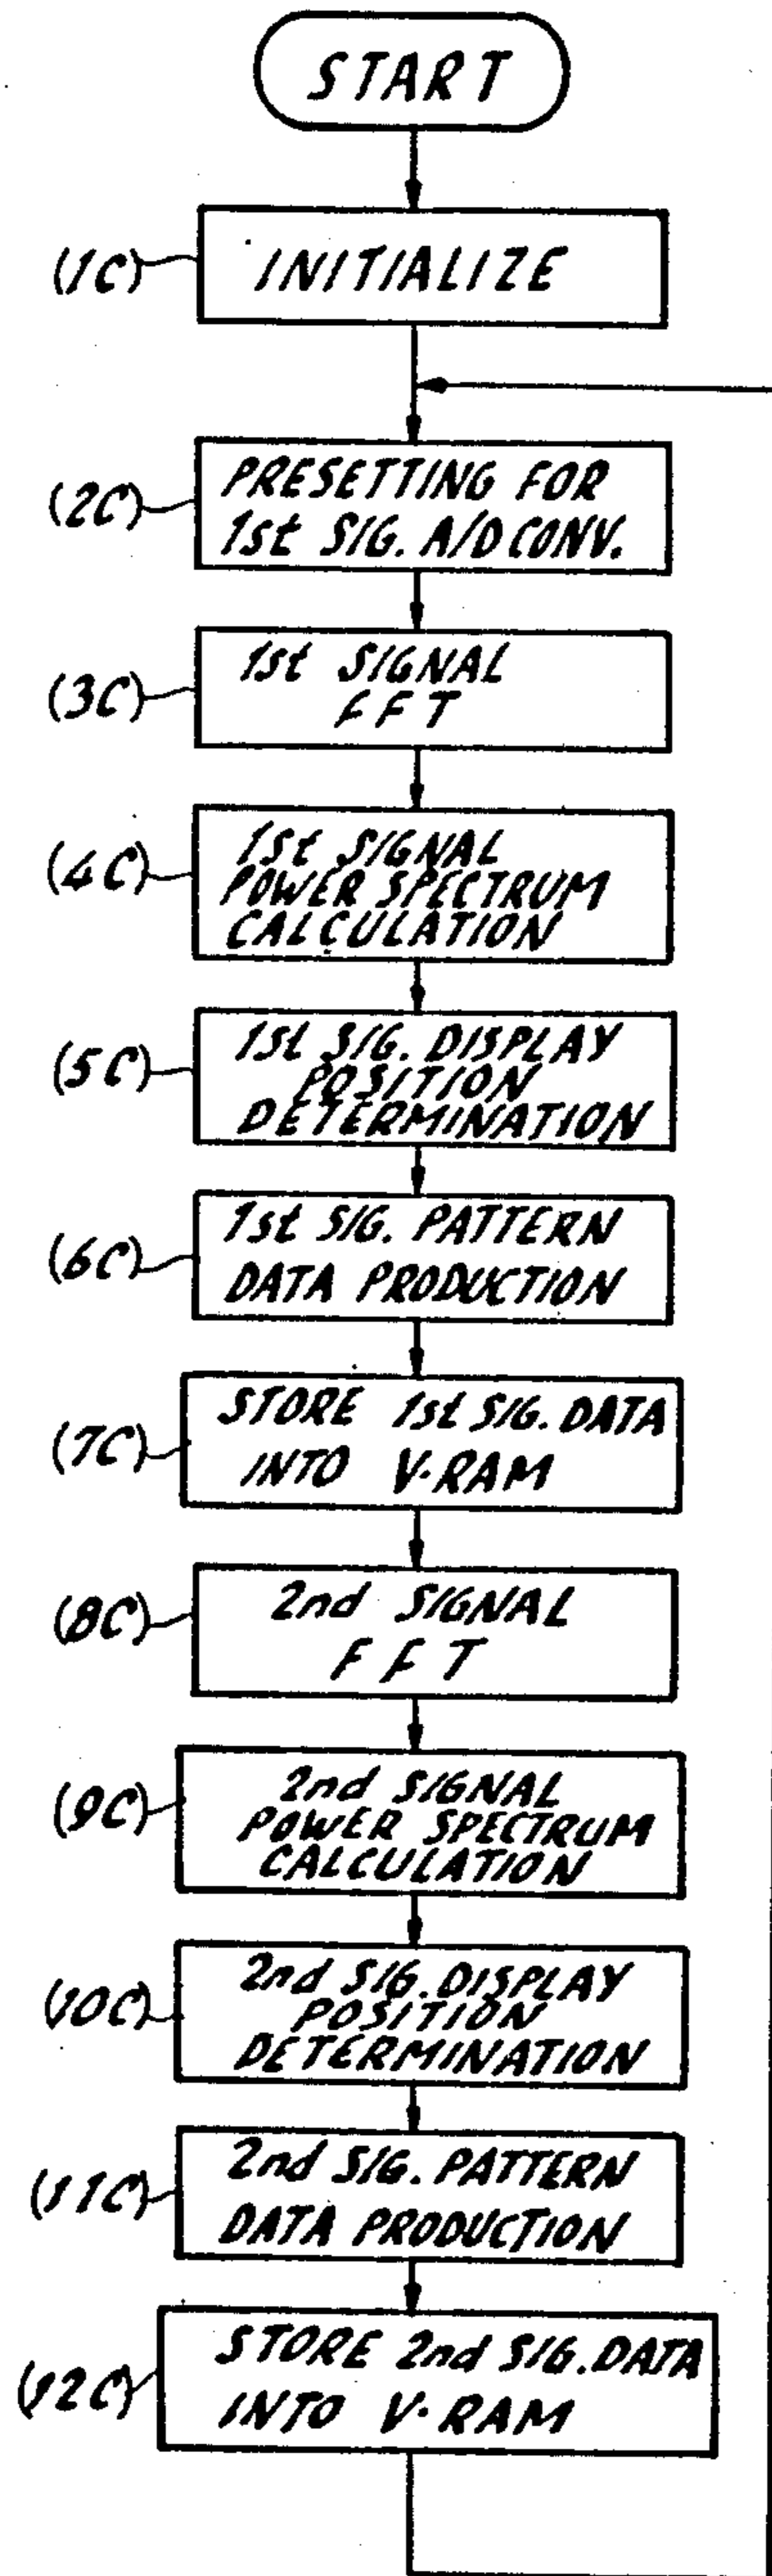 START
(1C)
INITIALIZE
(2C)
PRESETTING FOR
1st SIG. A/D CONV.
(3C)
1st SIGNAL
FFT
(4C)
1st SIGNAL
POWER SPECTRUM
CALCULATION
(5C)
1st SIG. DISPLAY
POSITION
DETERMINATION
(6C)
1st SIG. PATTERN
DATA PRODUCTION
(7C)
STORE 1st SIG. DATA
INTO V·RAM
(8C)
2nd SIGNAL
FFT
(9C)
2nd SIGNAL
POWER SPECTRUM
CALCULATION
(10C)
2nd SIG. DISPLAY
POSITION
DETERMINATION
(11C)
2nd SIG. PATTERN
DATA PRODUCTION
(12C)
STORE 2nd SIG. DATA
INTO V·RAM